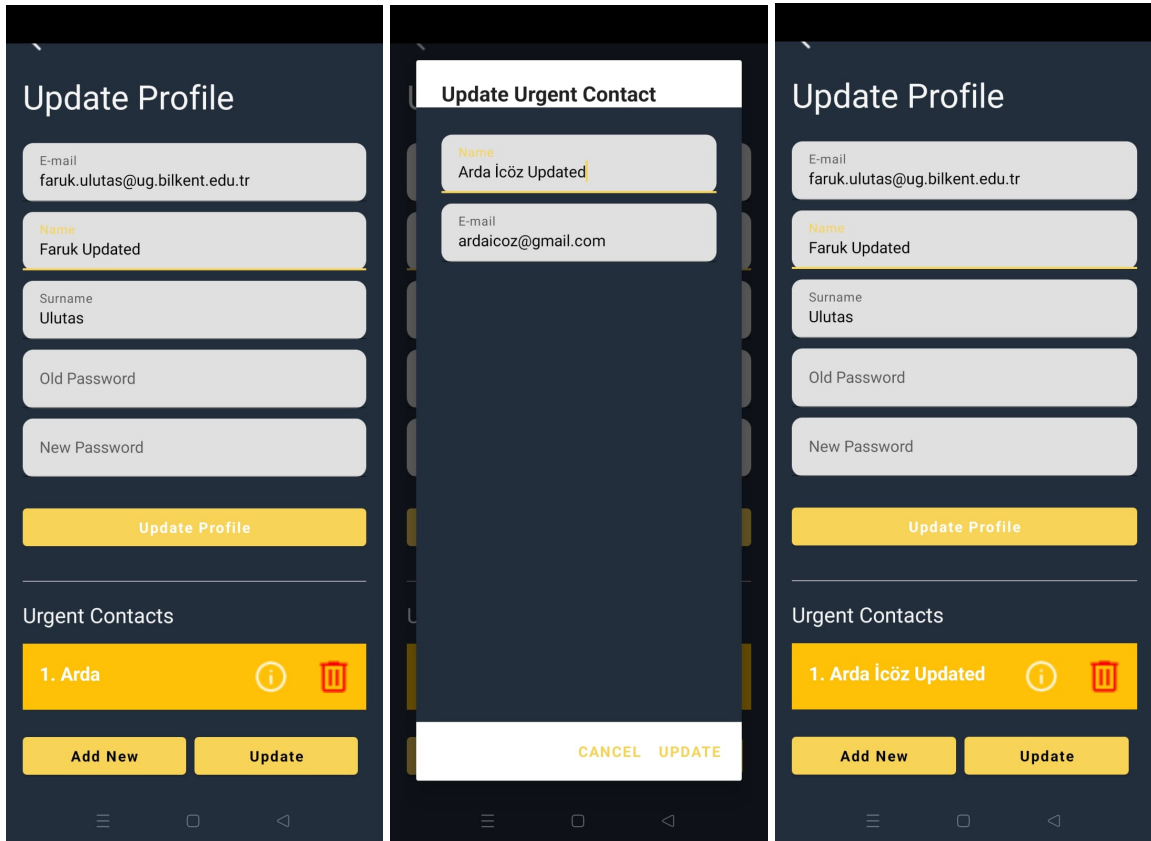 Update Profile
E-mail
faruk.ulutas@ug.bilkent.edu.tr
Name
Faruk Updated
Surname
Ulutas
Old Password
New Password
Update Profile
Urgent Contacts
1. Arda
Add New
Update
Update Urgent Contact
Name
Arda İcöz Updated
E-mail
ardaicoz@gmail.com
CANCEL
UPDATE
Update Profile
E-mail
faruk.ulutas@ug.bilkent.edu.tr
Name
Faruk Updated
Surname
Ulutas
Old Password
New Password
Update Profile
Urgent Contacts
1. Arda İcöz Updated
Add New
Update